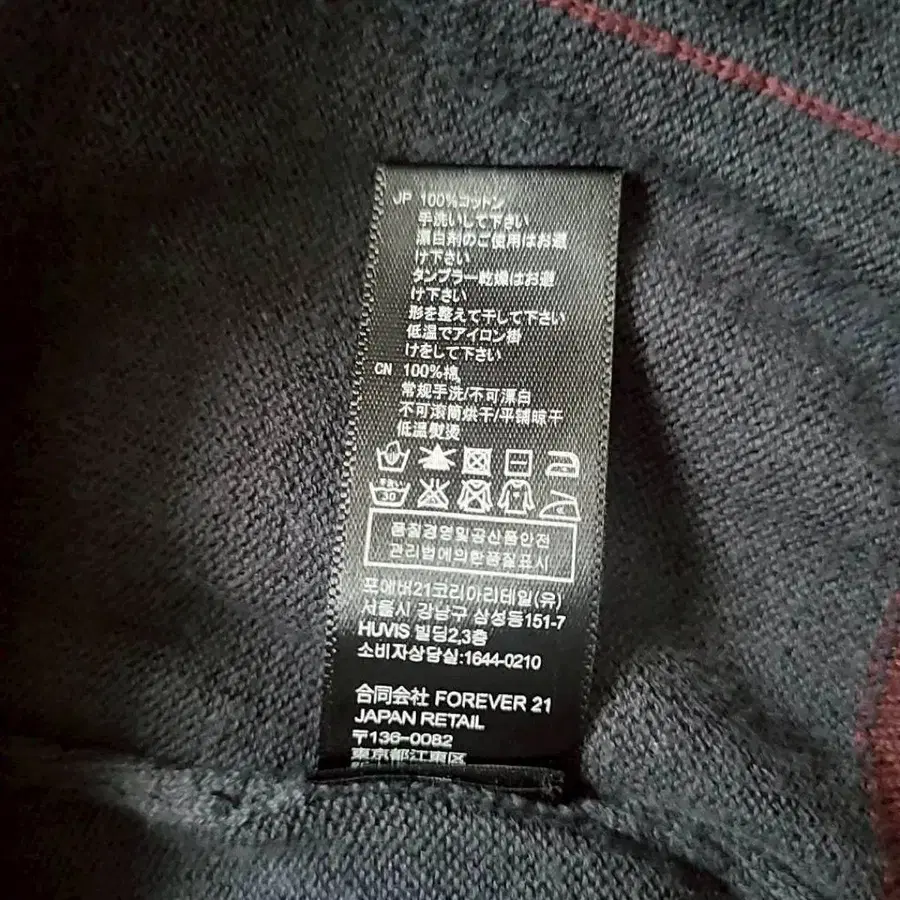 JP 100%コットン
手洗いして下さい
漂白剤のご使用はお避
け下さい
タンブラー乾燥はお避
け下さい
形を整えて干して下さい
低温でアイロン掛
けをして下さい
CN 100%棉
常规手洗/不可漂白
不可滚筒烘干/平铺晾干
低温熨烫
手洗い
30
품질경영및공산품안전
관리법에의한품질표시
포에버21코리아리테일(유)
서울시 강남구 삼성동151-7
HUVIS 빌딩2,3층
소비자상담실:1644-0210
合同会社 FOREVER 21
JAPAN RETAIL
〒136-0082
東京都江東区